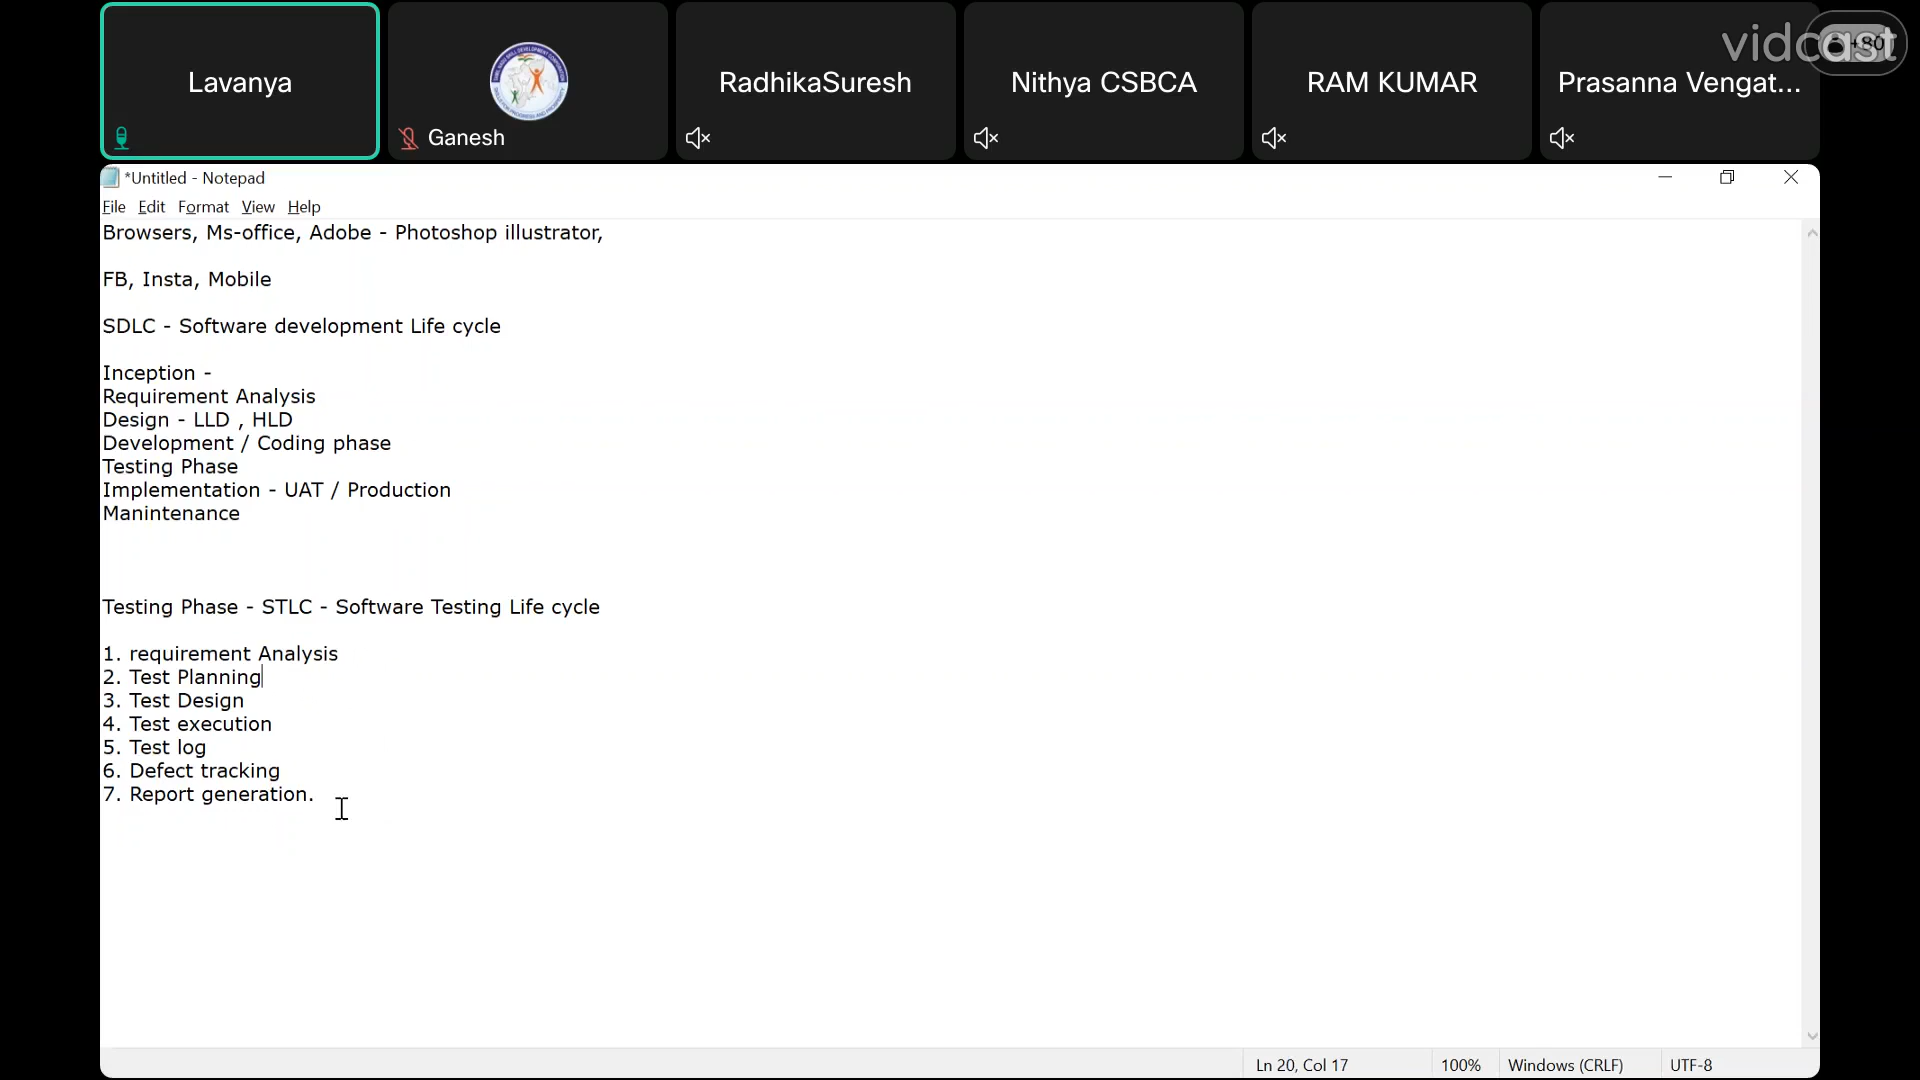 Lavanya
Ganesh
RadhikaSuresh
Nithya CSBCA
RAM KUMAR
Prasanna Vengat...
vidcast
+80
*Untitled - Notepad
File Edit Format View Help
Browsers, Ms-office, Adobe - Photoshop illustrator,
FB, Insta, Mobile
SDLC - Software development Life cycle
Inception -
Requirement Analysis
Design - LLD , HLD
Development / Coding phase
Testing Phase
Implementation - UAT / Production
Manintenance
Testing Phase - STLC - Software Testing Life cycle
1. requirement Analysis
2. Test Planning
3. Test Design
4. Test execution
5. Test log
6. Defect tracking
7. Report generation.
Ln 20, Col 17
100%
Windows (CRLF)
UTF-8